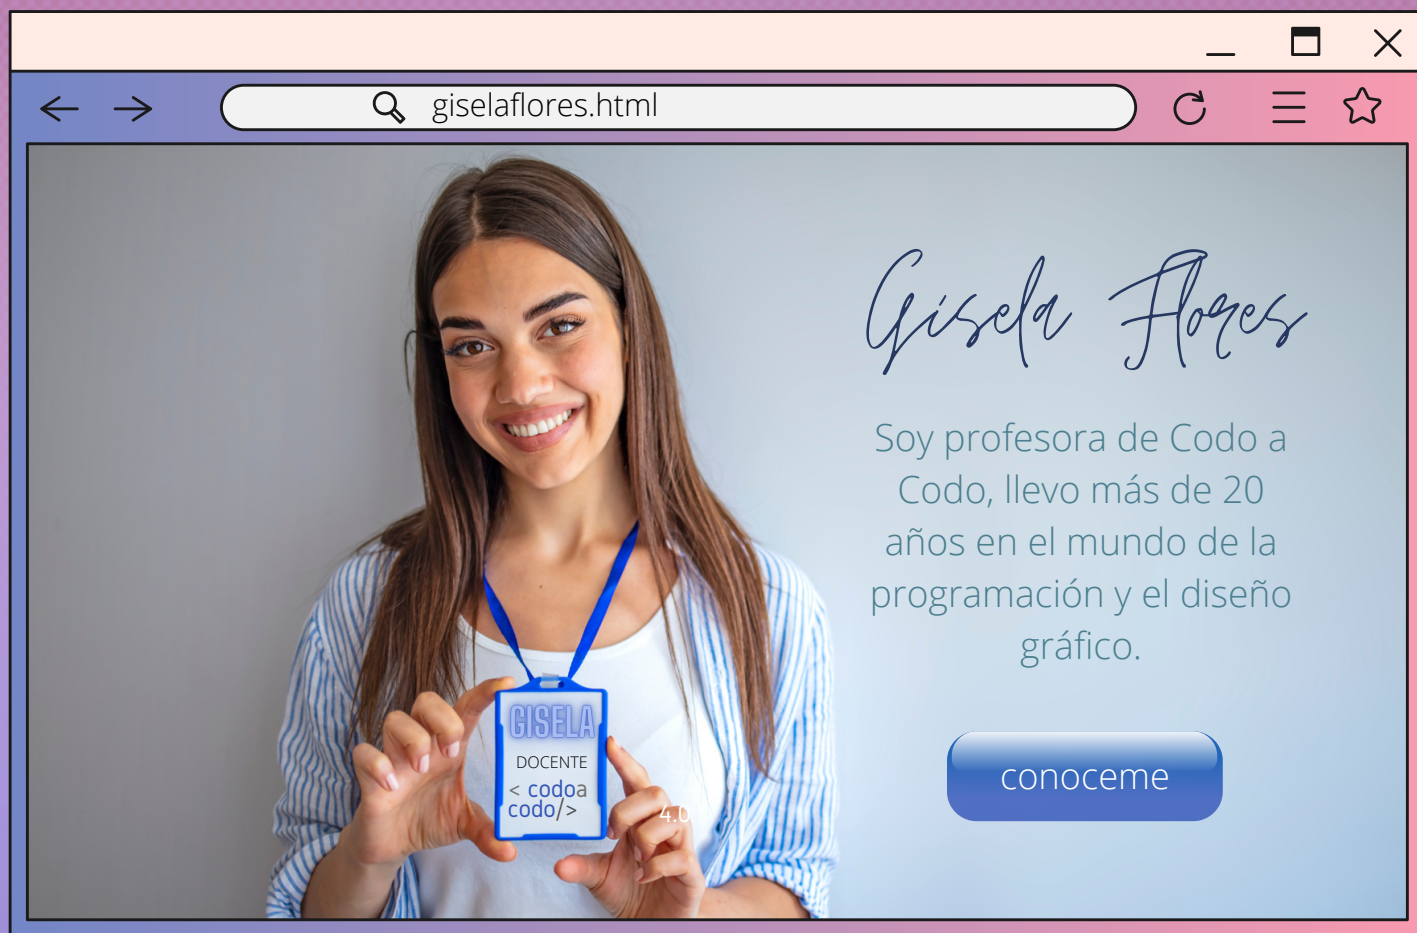 giselaflores.html
Gisela Flores
Soy profesora de Codo a
Codo, llevo más de 20
años en el mundo de la
programación y el diseño
gráfico.
conoceme
GISELA
DOCENTE
< codoa
codo/>
4.0